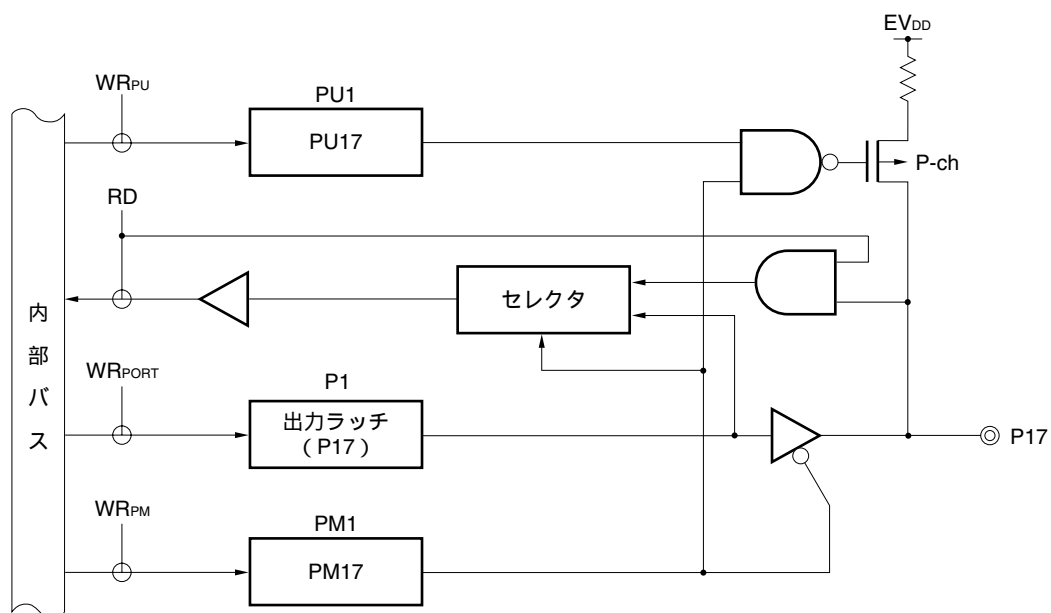 EVDD
WRPU
PU1
PU17
P-ch
RD
セレクタ
内部バス
WRPORT
P1
出力ラッチ
（P17）
P17
WRPM
PM1
PM17